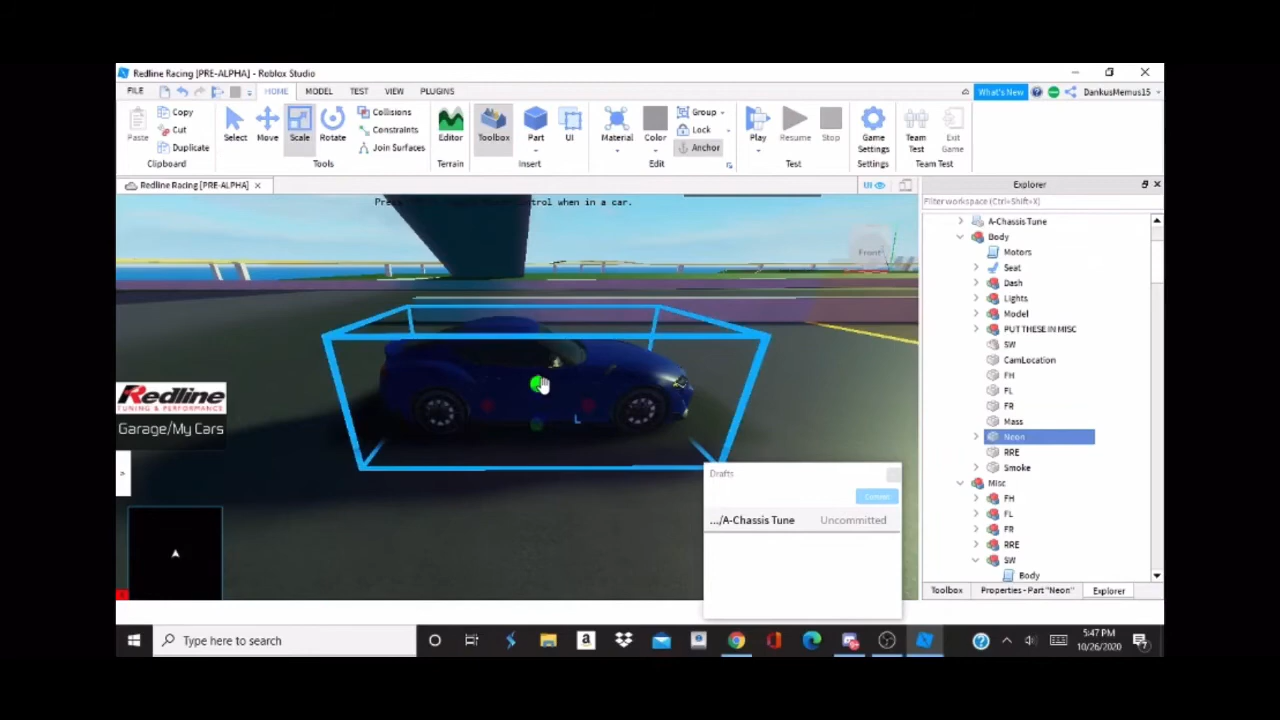 Redline Racing [PRE-ALPHA] - Roblox Studio
FILE HOME MODEL TEST VIEW PLUGINS What's New DankusMemus15
Paste Copy Cut Duplicate Clipboard
Select Move Scale Rotate Collisions Constraints Join Surfaces Tools
Editor Terrain
Toolbox Part UI Insert
Material Color Group Lock Anchor Edit
Play Resume Stop Test
Game Settings Settings
Team Test Exit Game Team Test
Redline Racing [PRE-ALPHA] × UI
Explorer
Filter workspace (Ctrl+Shift+X)
Pres control when in a car.
Front
A-Chassis Tune
Body
Motors
Seat
Dash
Lights
Model
PUT THESE IN MISC
SW
CamLocation
FH
FL
FR
Mass
Neon
RRE
Smoke
Misc
FH
FL
FR
RRE
SW
Body
Redline
TUNING & PERFORMANCE
Garage/My Cars
>
L
Drafts
Commit
.../A-Chassis Tune Uncommitted
Toolbox Properties - Part "Neon" Explorer
Type here to search
5:47 PM
10/26/2020